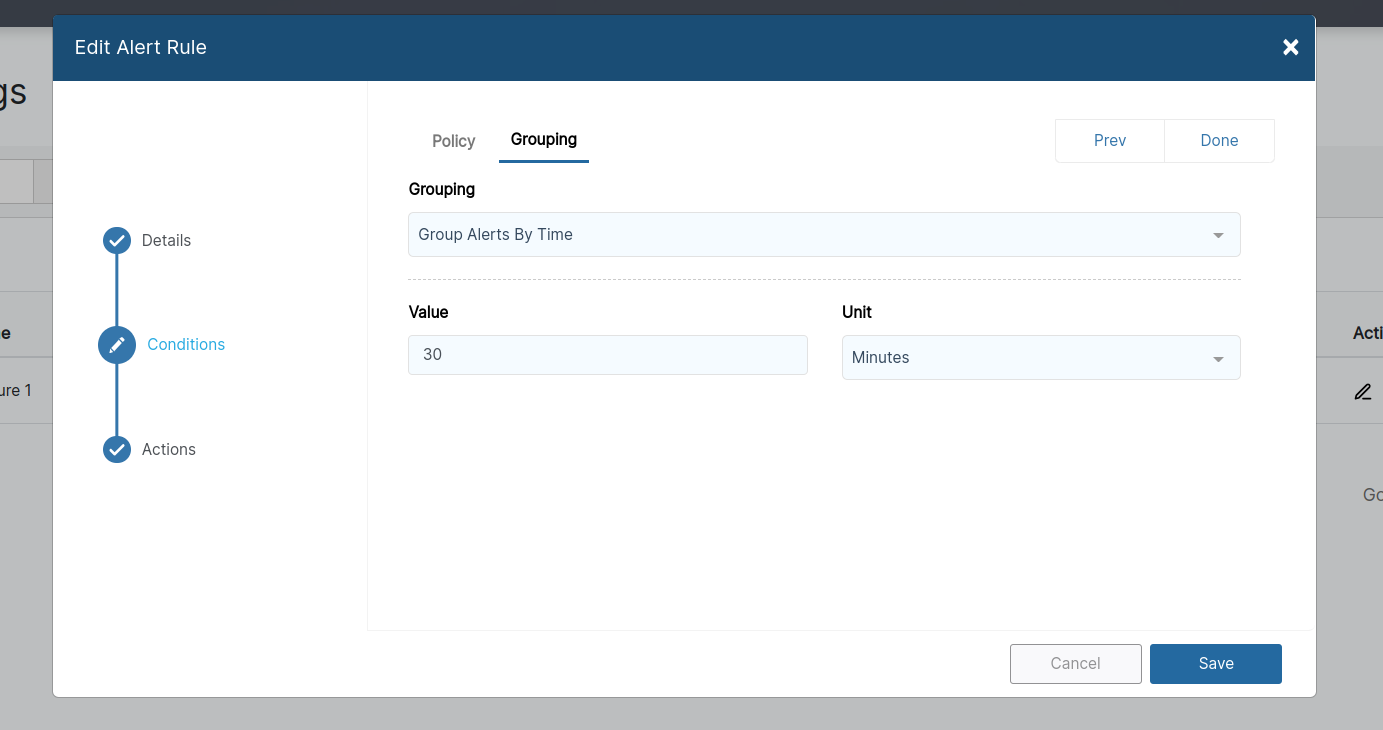 Edit Alert Rule
gs
Policy
Grouping
Prev
Done
Grouping
Group Alerts By Time
Details
Value
Unit
30
Minutes
Conditions
Actions
e
Acti
ure 1
Go
Cancel
Save